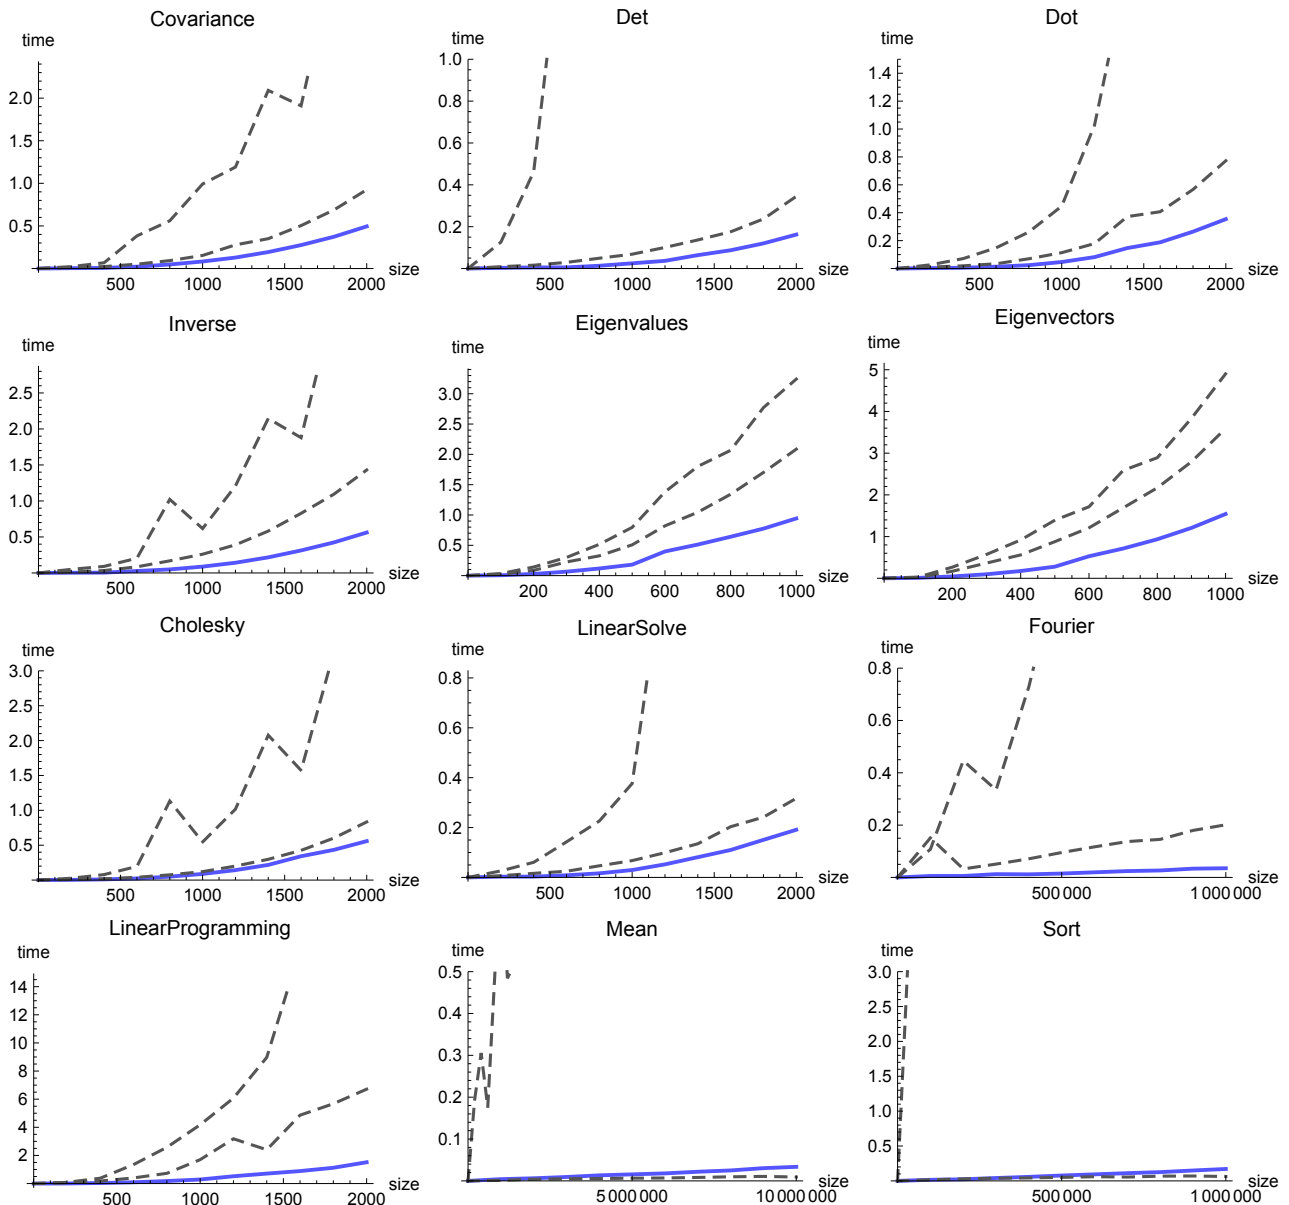 Covariance
time
2.0
1.5
1.0
0.5
500 1000 1500 2000 size
Det
time
1.0
0.8
0.6
0.4
0.2
500 1000 1500 2000 size
Dot
time
1.4
1.2
1.0
0.8
0.6
0.4
0.2
500 1000 1500 2000 size
Inverse
time
2.5
2.0
1.5
1.0
0.5
500 1000 1500 2000 size
Eigenvalues
time
3.0
2.5
2.0
1.5
1.0
0.5
200 400 600 800 1000 size
Eigenvectors
time
5
4
3
2
1
200 400 600 800 1000 size
Cholesky
time
3.0
2.5
2.0
1.5
1.0
0.5
500 1000 1500 2000 size
LinearSolve
time
0.8
0.6
0.4
0.2
500 1000 1500 2000 size
Fourier
time
0.8
0.6
0.4
0.2
500 000 1 000 000 size
LinearProgramming
time
14
12
10
8
6
4
2
500 1000 1500 2000 size
Mean
time
0.5
0.4
0.3
0.2
0.1
5 000 000 10 000 000 size
Sort
time
3.0
2.5
2.0
1.5
1.0
0.5
500 000 1 000 000 size